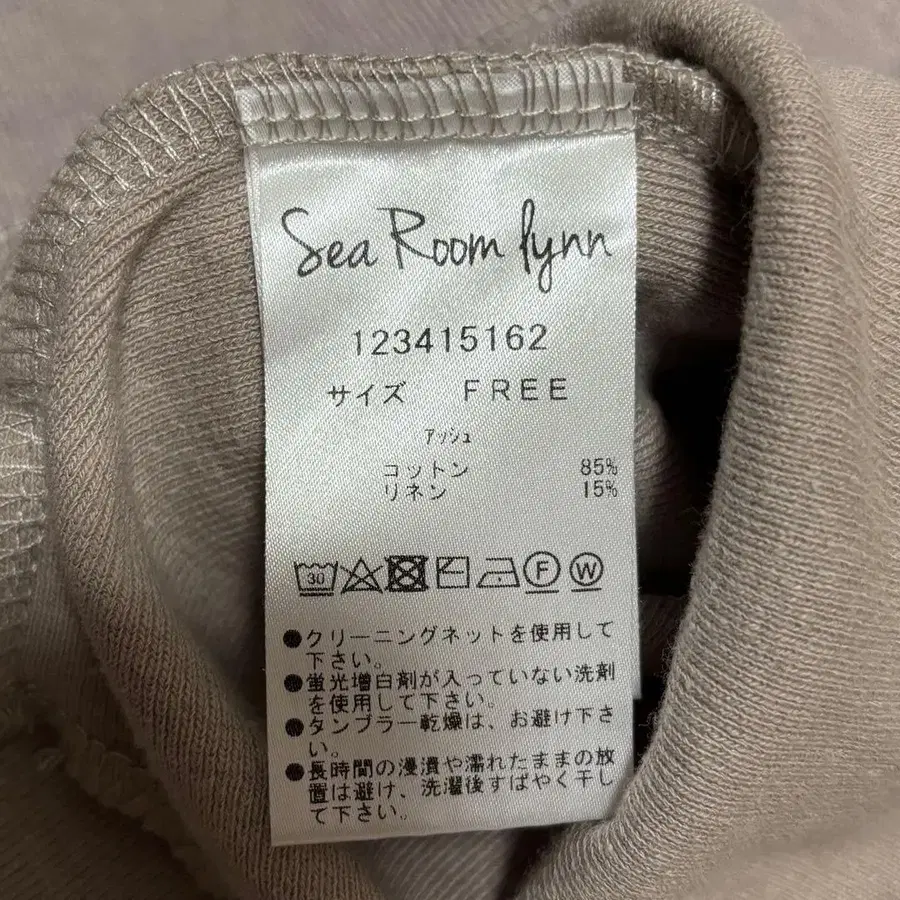 Sea Room lynn
123415162
サイズ FREE
アッシュ
コットン 85%
リネン 15%
30 F W
●クリーニングネットを使用して
下さい。
●蛍光増白剤が入っていない洗剤
を使用して下さい。
●タンブラー乾燥は、お避け下さ
い。
●長時間の浸漬や濡れたままの放
置は避け、洗濯後すばやく干し
て下さい。